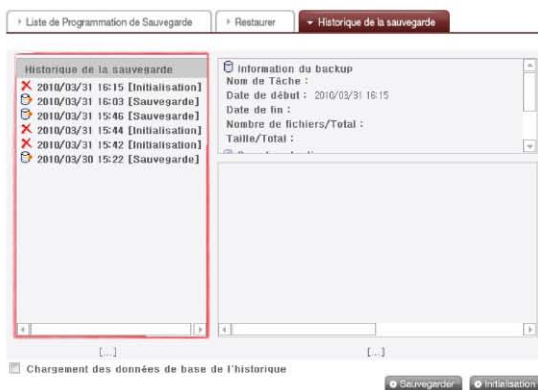 Liste de Programmation de Sauvegarde
Restaurer
Historique de la sauvegarde
Historique de la sauvegarde
2010/03/31 16:15 [Initialisation]
2010/03/31 16:03 [Sauvegarde]
2010/03/31 15:46 [Sauvegarde]
2010/03/31 15:44 [Initialisation]
2010/03/31 15:42 [Initialisation]
2010/03/30 15:22 [Sauvegarde]
Information du backup
Nom de Tâche :
Date de début : 2010/03/31 16:15
Date de fin :
Nombre de fichiers/Total :
Taille/Total :
[...]
[...]
Chargement des données de base de l'historique
Sauvegarder
Initialisation